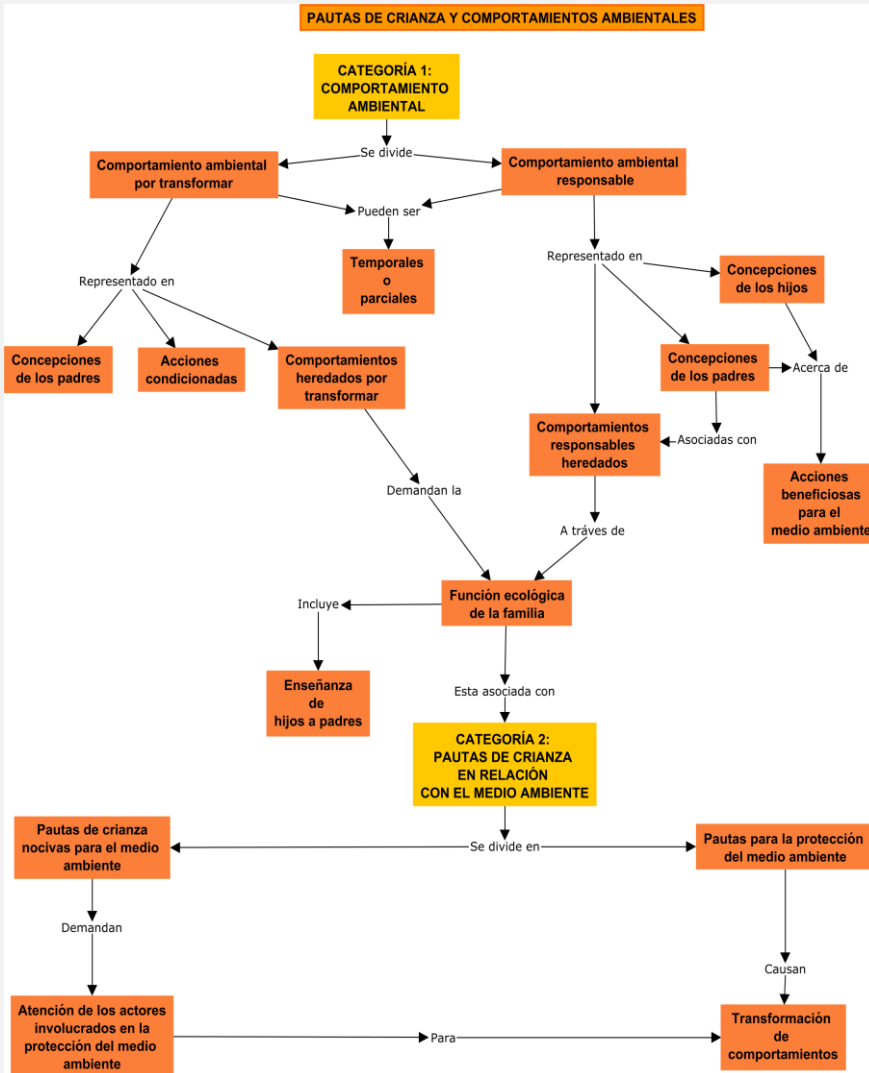 PAUTAS DE CRIANZA Y COMPORTAMIENTOS AMBIENTALES
CATEGORÍA 1:
COMPORTAMIENTO
AMBIENTAL
Se divide
Comportamiento ambiental
por transformar
Comportamiento ambiental
responsable
Pueden ser
Temporales
o
parciales
Representado en
Representado en
Concepciones
de los hijos
Concepciones
de los padres
Acciones
condicionadas
Comportamientos
heredados por
transformar
Concepciones
de los padres
Acerca de
Comportamientos
responsables
heredados
Asociadas con
Acciones
beneficiosas
para el
medio ambiente
Demandan la
A tráves de
Función ecológica
de la familia
Incluye
Enseñanza
de
hijos a padres
Esta asociada con
CATEGORÍA 2:
PAUTAS DE CRIANZA
EN RELACIÓN
CON EL MEDIO AMBIENTE
Pautas de crianza
nocivas para el medio
ambiente
Se divide en
Pautas para la protección
del medio ambiente
Demandan
Causan
Atención de los actores
involucrados en la
protección del medio
ambiente
Para
Transformación
de
comportamientos